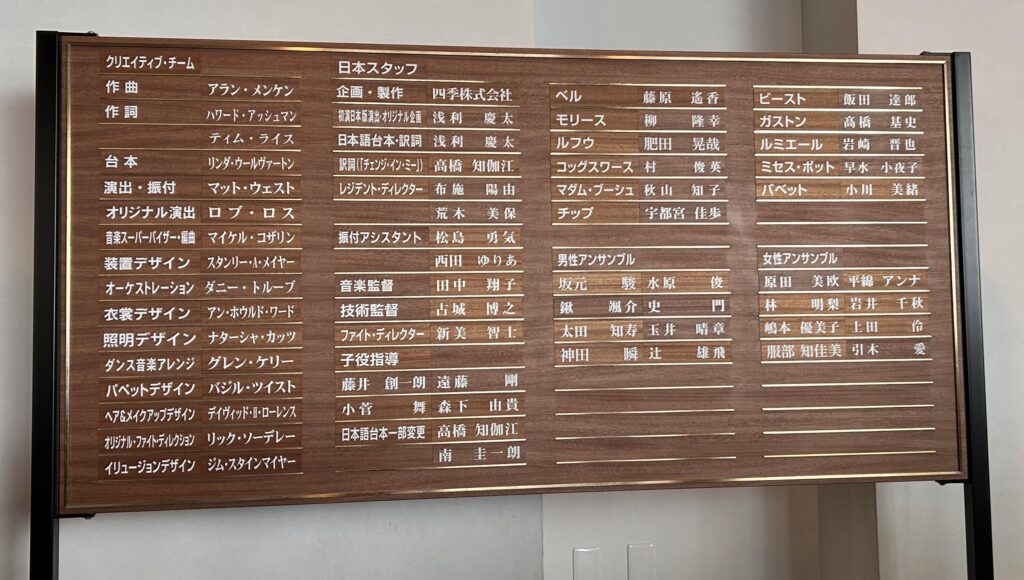 クリエイティブ・チーム
作曲 アラン・メンケン
作詞 ハワード・アッシュマン
ティム・ライス
台本 リンダ・ウールヴァートン
演出・振付 マット・ウェスト
オリジナル演出 ロブ・ロス
音楽スーパーバイザー・編曲 マイケル・コザリン
装置デザイン スタンリー・A・メイヤー
オーケストレーション ダニー・トルーブ
衣裳デザイン アン・ホウルド・ワード
照明デザイン ナターシャ・カッツ
ダンス音楽アレンジ グレン・ケリー
パペットデザイン バジル・ツイスト
ヘア&メイクアップデザイン デイヴィッド・H・ローレンス
オリジナル・ファイト・ディレクション リック・ソーデレー
イリュージョンデザイン ジム・スタインマイヤー
日本スタッフ
企画・製作 四季株式会社
初演日本版演出・オリジナル企画 浅利 慶太
日本語台本・訳詞 浅利 慶太
訳詞(「チェンジ・イン・ミー」) 高橋 知伽江
レジデント・ディレクター 布施 陽由
荒木 美保
振付アシスタント 松島 勇気
西田 ゆりあ
音楽監督 田中 翔子
技術監督 古城 博之
ファイト・ディレクター 新美 智士
子役指導
藤井 創一朗 遠藤 剛
小菅 舞 森下 由貴
日本語台本一部変更 高橋 知伽江
南 圭一朗
ベル 藤原 遙香
モリース 柳 隆幸
ルフウ 肥田 晃哉
コッグスワース 村 俊英
マダム・ブーシュ 秋山 知子
チップ 宇都宮 佳歩
男性アンサンブル
坂元 駿 水原 俊
鍬 颯介 史 門
太田 知寿 玉井 晴章
神田 瞬 辻 雄飛
ビースト 飯田 達郎
ガストン 髙橋 基史
ルミエール 岩崎 晋也
ミセス・ポット 早水 小夜子
バベット 小川 美緒
女性アンサンブル
原田 美欧 平綿 アンナ
林 明梨 岩井 千秋
嶋本 優美子 上田 伶
服部 知佳美 引木 愛